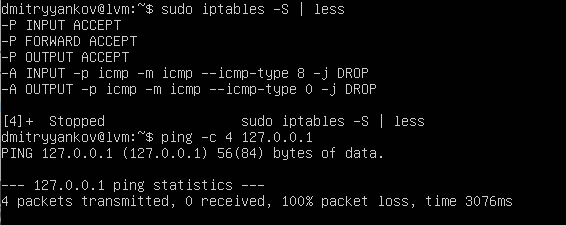 dmitryyankov@lvm:~$ sudo iptables -S | less
-P INPUT ACCEPT
-P FORWARD ACCEPT
-P OUTPUT ACCEPT
-A INPUT -p icmp -m icmp --icmp-type 8 -j DROP
-A OUTPUT -p icmp -m icmp --icmp-type 0 -j DROP
[4]+  Stopped                 sudo iptables -S | less
dmitryyankov@lvm:~$ ping -c 4 127.0.0.1
PING 127.0.0.1 (127.0.0.1) 56(84) bytes of data.
--- 127.0.0.1 ping statistics ---
4 packets transmitted, 0 received, 100% packet loss, time 3076ms